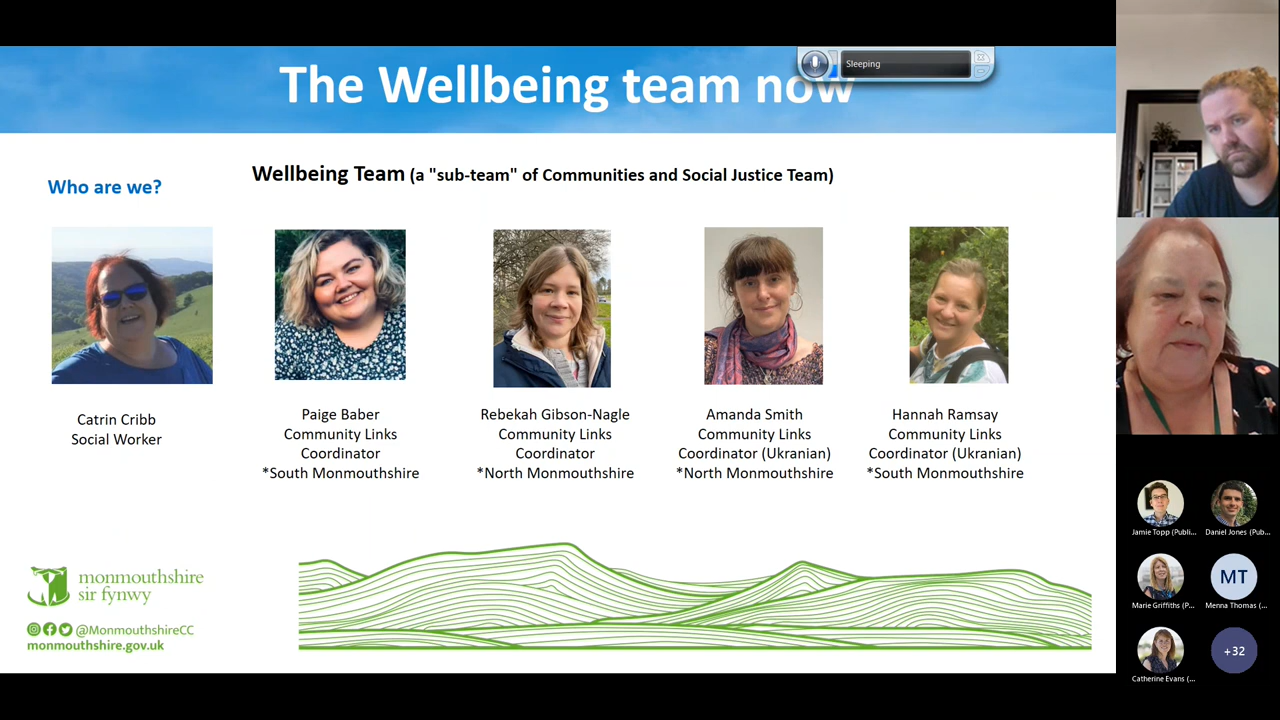 The Wellbeing team now
Sleeping
Who are we?
Wellbeing Team (a "sub-team" of Communities and Social Justice Team)
Catrin Cribb
Social Worker
Paige Baber
Community Links
Coordinator
*South Monmouthshire
Rebekah Gibson-Nagle
Community Links
Coordinator
*North Monmouthshire
Amanda Smith
Community Links
Coordinator (Ukranian)
*North Monmouthshire
Hannah Ramsay
Community Links
Coordinator (Ukranian)
*South Monmouthshire
monmouthshire
sir fynwy
@MonmouthshireCC
monmouthshire.gov.uk
Jamie Topp (Publi...
Daniel Jones (Pub...
MT
Marie Griffiths (P...
Menna Thomas (...
+32
Catherine Evans (...